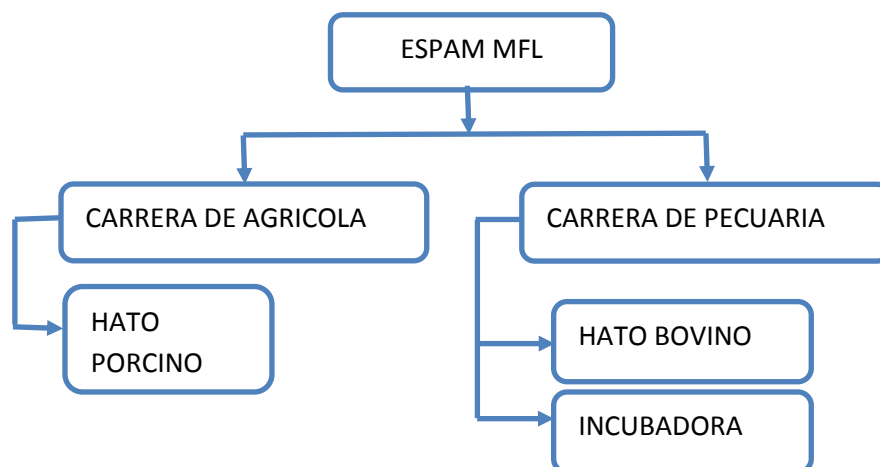 ESPAM MFL
CARRERA DE AGRICOLA
CARRERA DE PECUARIA
HATO
PORCINO
HATO BOVINO
INCUBADORA